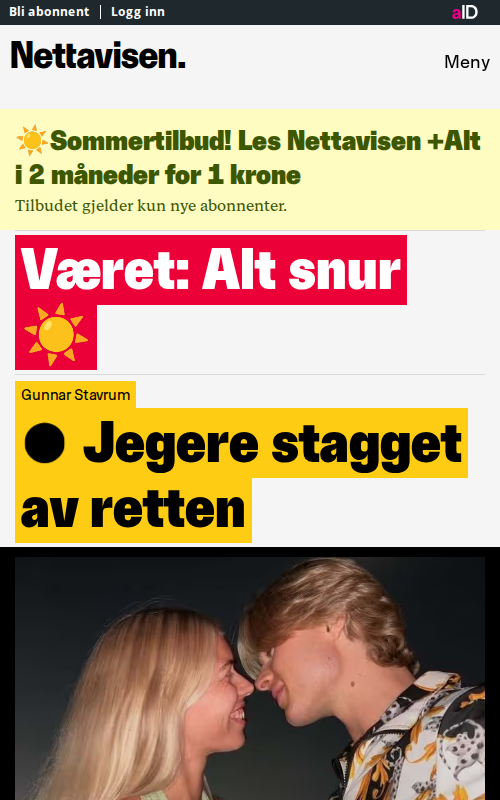 Bli abonnent | Logg inn
aID
Nettavisen.
Meny
☀️Sommertilbud! Les Nettavisen +Alt
i 2 måneder for 1 krone
Tilbudet gjelder kun nye abonnenter.
Været: Alt snur
☀️
Gunnar Stavrum
● Jegere stagget
av retten